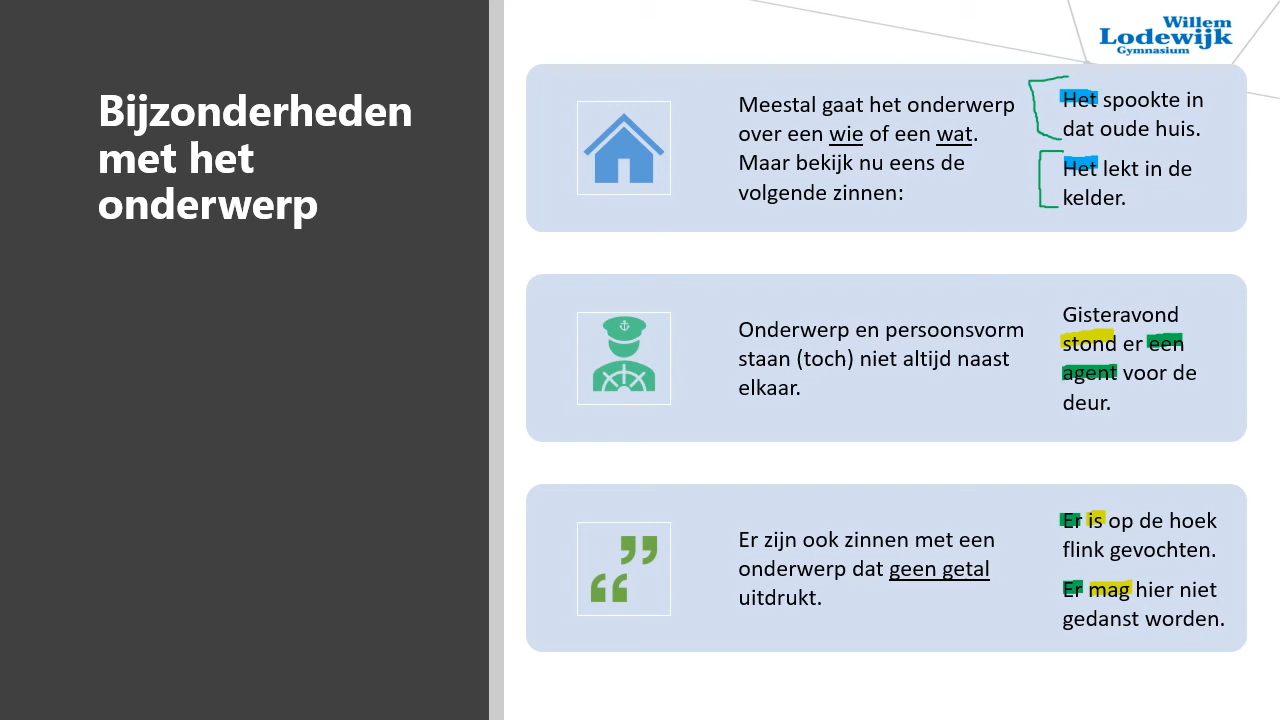 Willem
Lodewijk
Gymnasium
Bijzonderheden
met het
onderwerp
Meestal gaat het onderwerp
over een wie of een wat.
Maar bekijk nu eens de
volgende zinnen:
Het spookte in
dat oude huis.
Het lekt in de
kelder.
Onderwerp en persoonsvorm
staan (toch) niet altijd naast
elkaar.
Gisteravond
stond er een
agent voor de
deur.
Er zijn ook zinnen met een
onderwerp dat geen getal
uitdrukt.
Er is op de hoek
flink gevochten.
Er mag hier niet
gedanst worden.